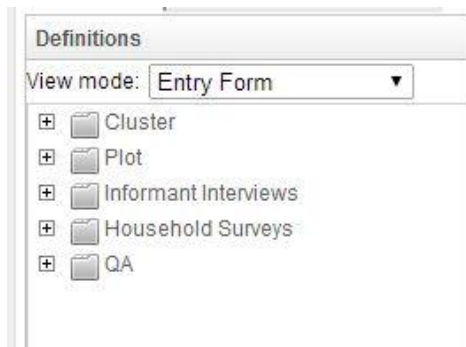 Definitions
View mode: Entry Form
Cluster
Plot
Informant Interviews
Household Surveys
QA